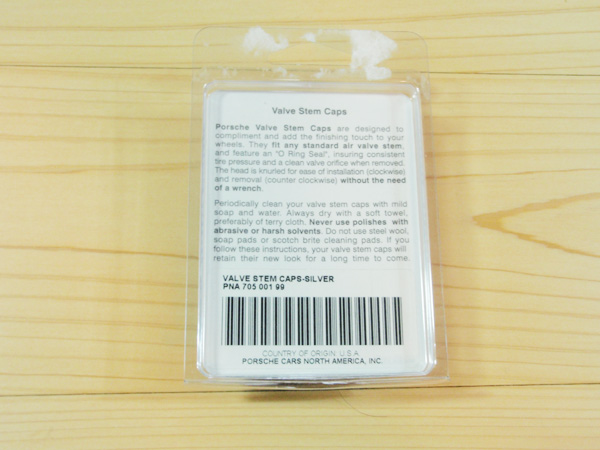 Valve Stem Caps
Porsche Valve Stem Caps are designed to
compliment and add the finishing touch to your
wheels. They fit any standard air valve stem,
and feature an "O Ring Seal", insuring consistent
tire pressure and a clean valve orifice when removed.
The head is knurled for ease of installation (clockwise)
and removal (counter clockwise) without the need
of a wrench.
Periodically clean your valve stem caps with mild
soap and water. Always dry with a soft towel,
preferably of terry cloth. Never use polishes with
abrasive or harsh solvents. Do not use steel wool,
soap pads or scotch brite cleaning pads. If you
follow these instructions, your valve stem caps will
retain their new look for a long time to come.
VALVE STEM CAPS-SILVER
PNA 705 001 99
COUNTRY OF ORIGIN: U.S.A.
PORSCHE CARS NORTH AMERICA, INC.